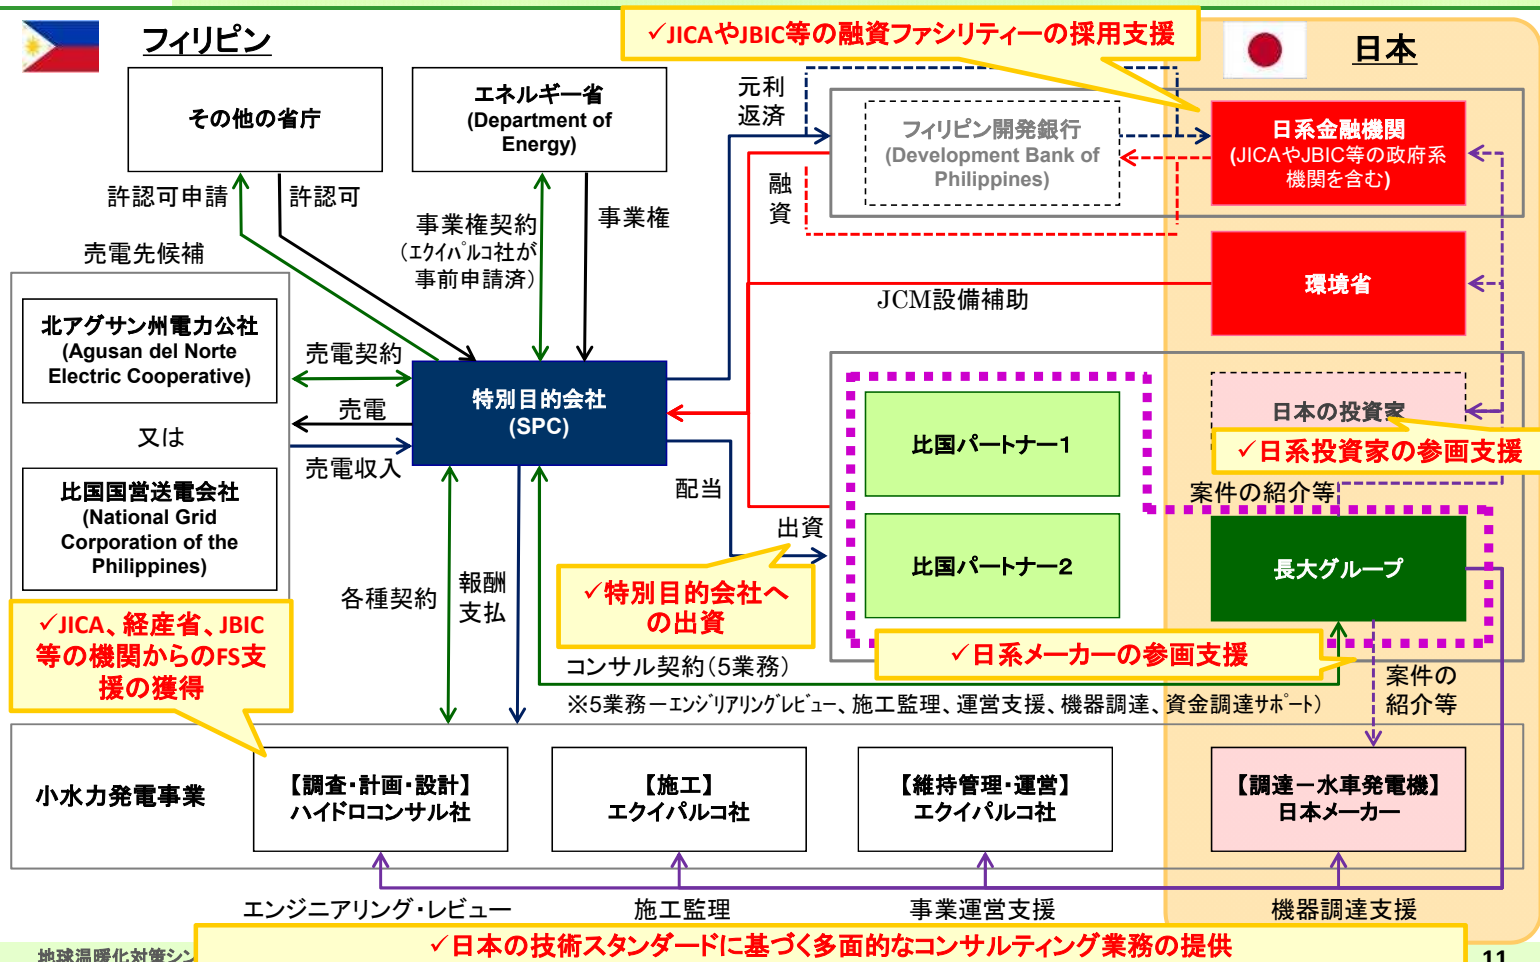 フィリピン
✓JICAやJBIC等の融資ファシリティーの採用支援
日本
その他の省庁
エネルギー省
(Department of
Energy)
元利
返済
フィリピン開発銀行
(Development Bank of
Philippines)
日系金融機関
(JICAやJBIC等の政府系
機関を含む)
許認可申請
許認可
事業権契約
(エクイパルコ社が
事前申請済)
事業権
融
資
売電先候補
JCM設備補助
環境省
北アグサン州電力公社
(Agusan del Norte
Electric Cooperative)
又は
比国国営送電会社
(National Grid
Corporation of the
Philippines)
売電契約
売電
売電収入
特別目的会社
(SPC)
配当
出資
比国パートナー1
比国パートナー2
日本の投資家
✓日系投資家の参画支援
案件の紹介等
長大グループ
✓JICA、経産省、JBIC
等の機関からのFS支
援の獲得
各種契約
報酬
支払
✓特別目的会社へ
の出資
✓日系メーカーの参画支援
コンサル契約(5業務)
※5業務－エンジリアリングレビュー、施工監理、運営支援、機器調達、資金調達サポート)
案件の
紹介等
小水力発電事業
【調査・計画・設計】
ハイドロコンサル社
【施工】
エクイパルコ社
【維持管理・運営】
エクイパルコ社
【調達－水車発電機】
日本メーカー
エンジニアリング・レビュー
施工監理
事業運営支援
機器調達支援
✓日本の技術スタンダードに基づく多面的なコンサルティング業務の提供
地球温暖化対策シン
11